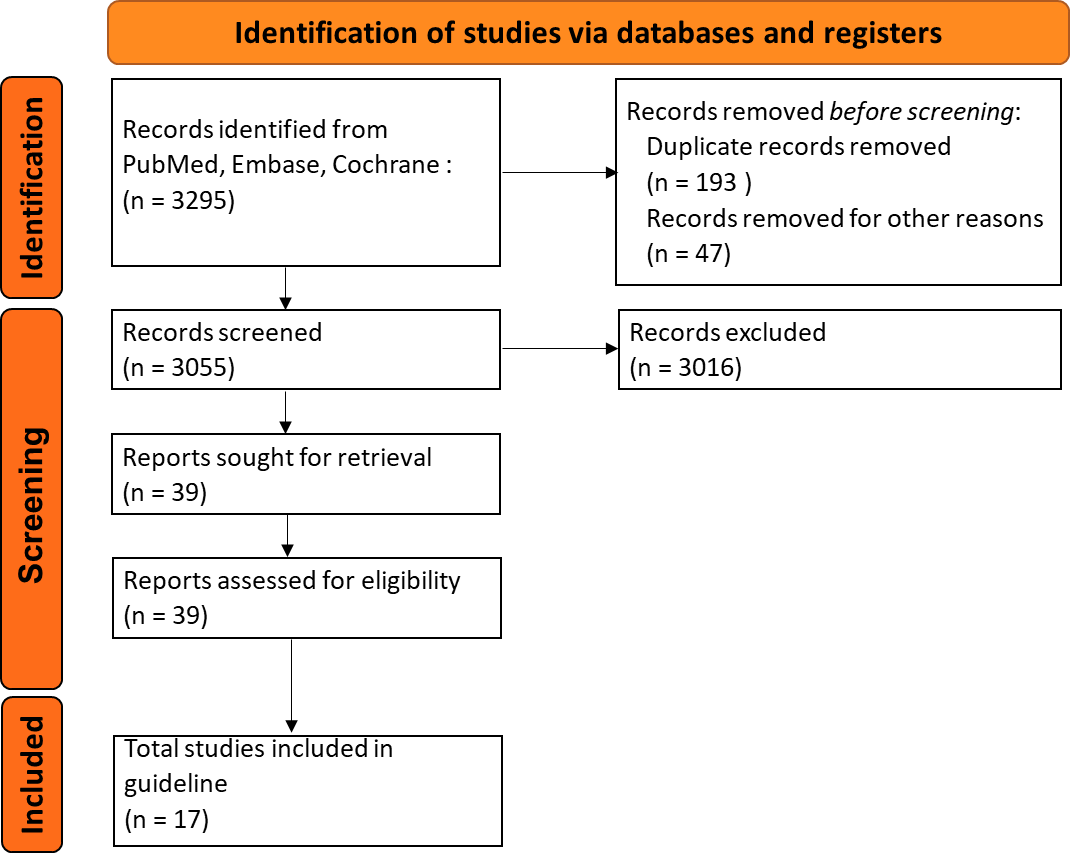 Identification of studies via databases and registers
Identification
Records identified from
PubMed, Embase, Cochrane :
(n = 3295)
Records removed before screening:
Duplicate records removed
(n = 193 )
Records removed for other reasons
(n = 47)
Screening
Records screened
(n = 3055)
Records excluded
(n = 3016)
Reports sought for retrieval
(n = 39)
Reports assessed for eligibility
(n = 39)
Included
Total studies included in
guideline
(n = 17)